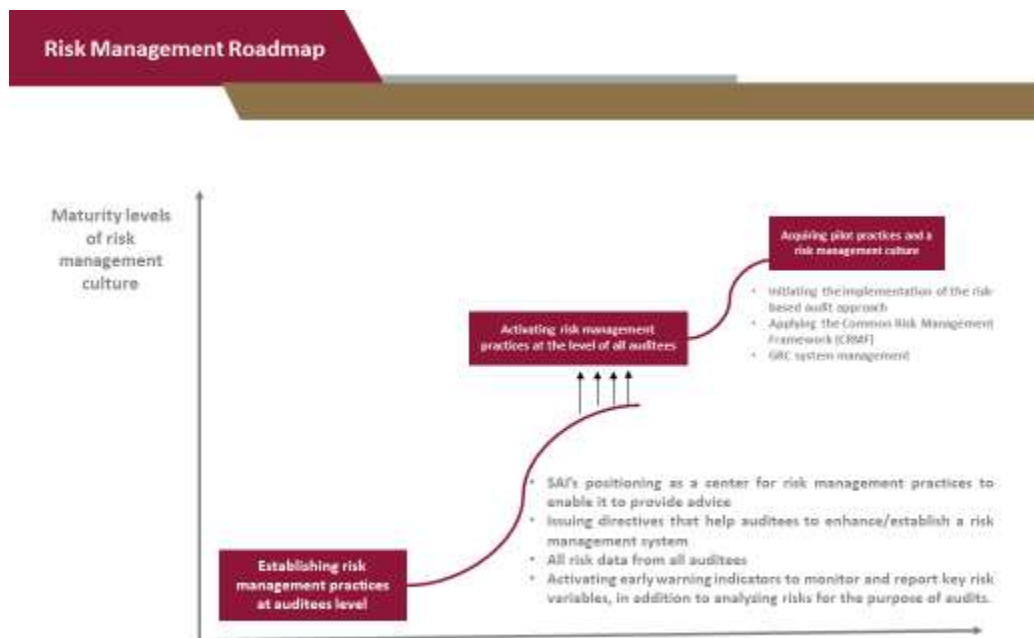 Risk Management Roadmap
Maturity levels
of risk
management
culture
Acquiring pilot practices and a
risk management culture
• Initiating the implementation of the risk-
based audit approach
• Applying the Common Risk Management
Framework (CRMF)
• GRC system management
Activating risk management
practices at the level of all auditees
• SAI's positioning as a center for risk management practices to
enable it to provide advice
• Issuing directives that help auditees to enhance/establish a risk
management system
• All risk data from all auditees
• Activating early warning indicators to monitor and report key risk
variables, in addition to analyzing risks for the purpose of audits.
Establishing risk
management practices
at auditees level